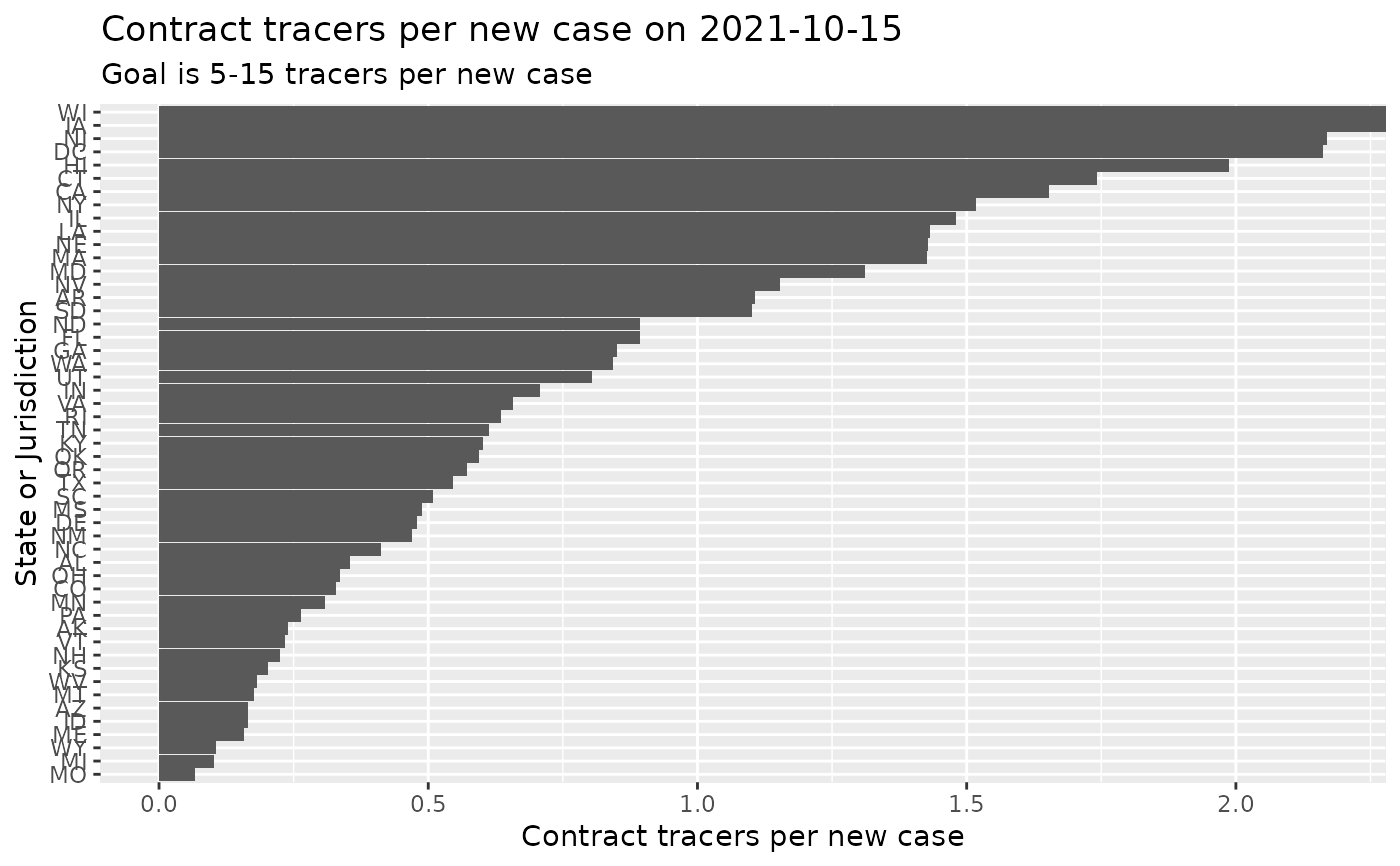 Contract tracers per new case on 2021-10-15
Goal is 5-15 tracers per new case
State or Jurisdiction
WI
IA
NJ
DC
HI
CT
CA
NY
IL
LA
NE
MA
MD
NV
AR
SD
ND
FL
GA
WA
UT
IN
VA
RI
TN
KY
OK
OR
TX
SC
MS
DE
NM
NC
AL
OH
CO
MN
PA
AK
VT
NH
KS
WV
MT
AZ
ID
ME
WY
MI
MO
0.0 0.5 1.0 1.5 2.0
Contract tracers per new case